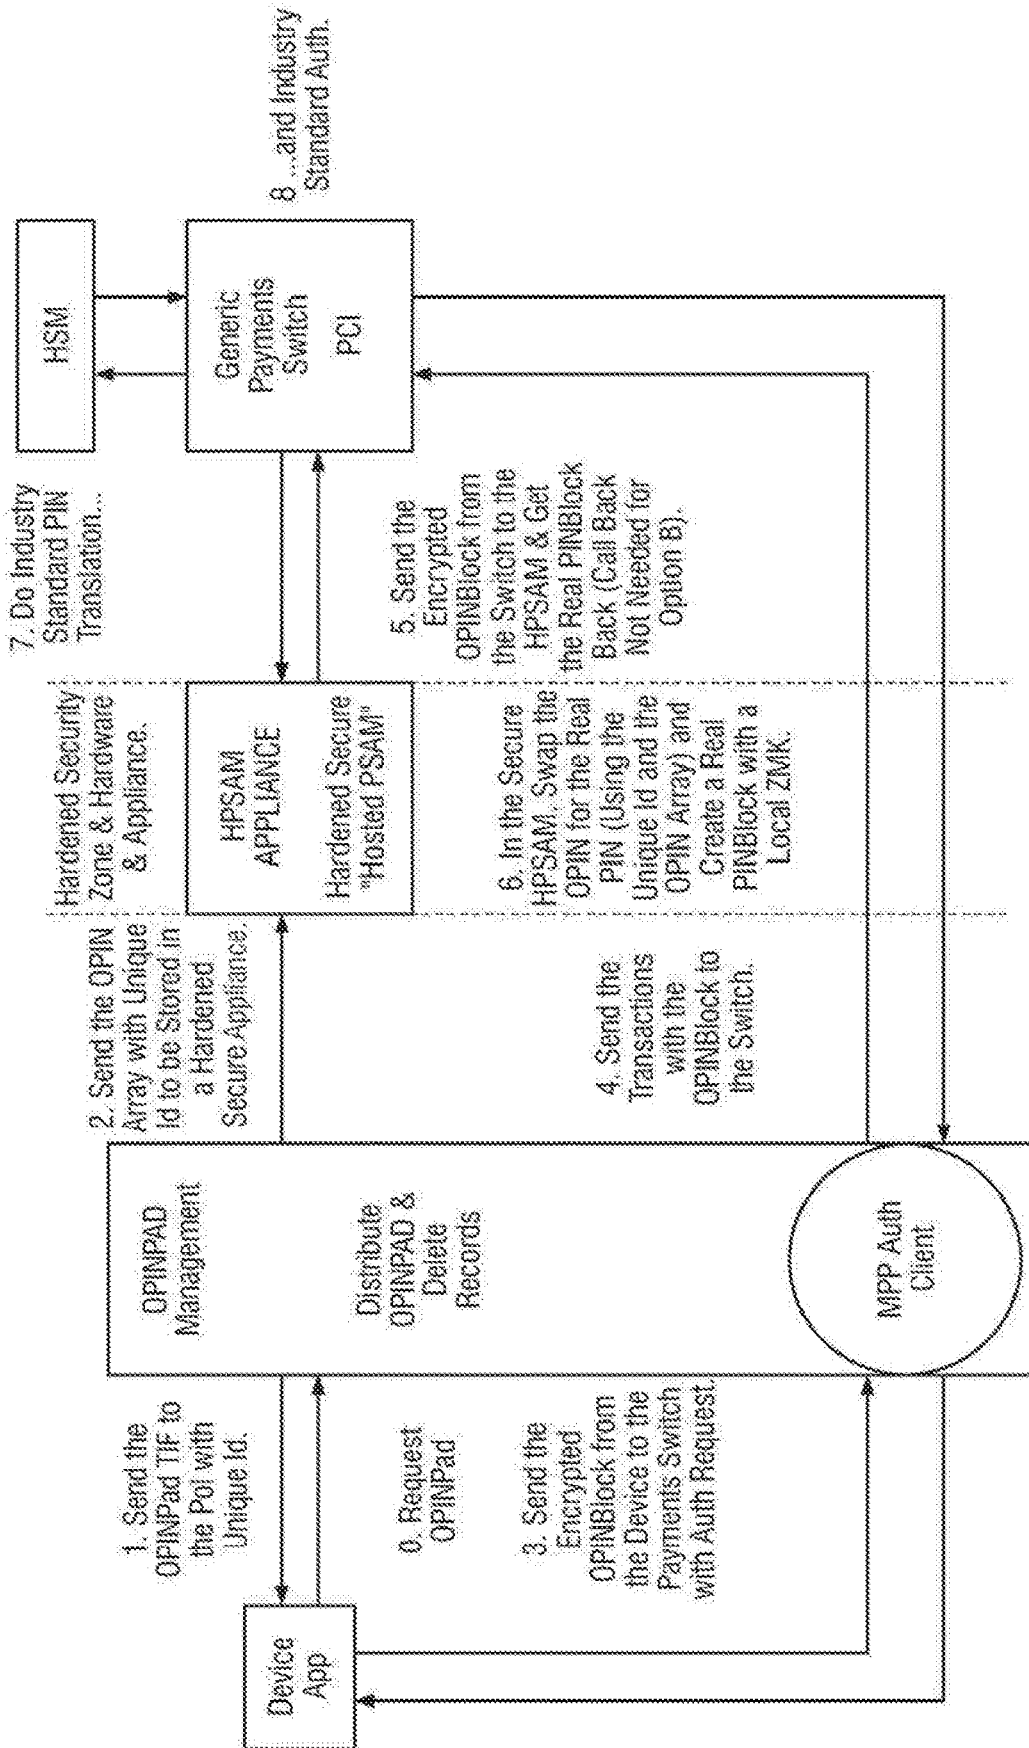 Device
App
1. Send the
OPINPad TIF to
the PoI with
Unique Id.
0. Request
OPINPad
3. Send the
Encrypted
OPINBlock from
the Device to the
Payments Switch
with Auth Request.
OPINPAD
Management
Distribute
OPINPAD &
Delete
Records
MPP Auth
Client
2. Send the OPIN
Array with Unique
Id to be Stored in
a Hardened
Secure Appliance.
4. Send the
Transactions
with the
OPINBlock to
the Switch.
Hardened Security
Zone & Hardware
& Appliance.
HPSAM
APPLIANCE
Hardened Secure
"Hosted PSAM"
6. In the Secure
HPSAM. Swap the
OPIN for the Real
PIN (Using the
Unique Id and the
OPIN Array) and
Create a Real
PINBlock with a
Local ZMK.
7. Do Industry
Standard PIN
Translation...
5. Send the
Encrypted
OPINBlock from
the Switch to the
HPSAM & Get
the Real PINBlock
Back (Call Back
Not Needed for
Option B).
HSM
Generic
Payments
Switch
PCI
8 ...and Industry
Standard Auth.